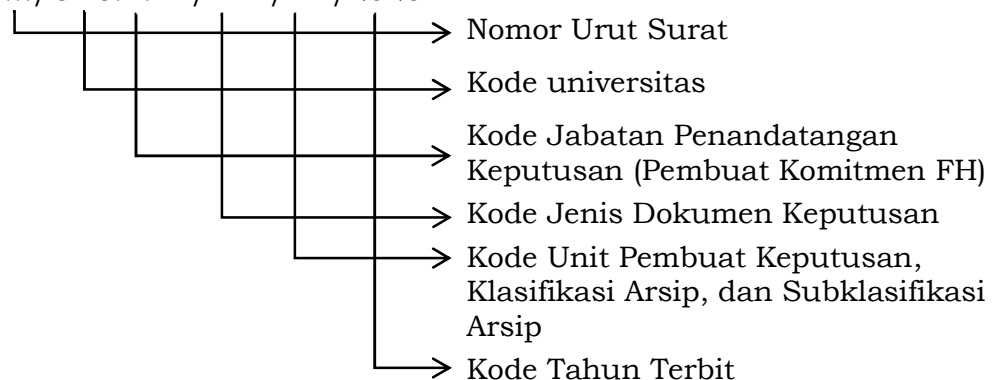 Nomor Urut Surat
Kode universitas
Kode Jabatan Penandatangan
Keputusan (Pembuat Komitmen FH)
Kode Jenis Dokumen Keputusan
Kode Unit Pembuat Keputusan,
Klasifikasi Arsip, dan Subklasifikasi
Arsip
Kode Tahun Terbit